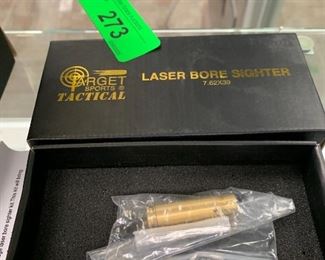 273
TARGET
SPORTS®
TACTICAL
LASER BORE SIGHTER
7.62X39